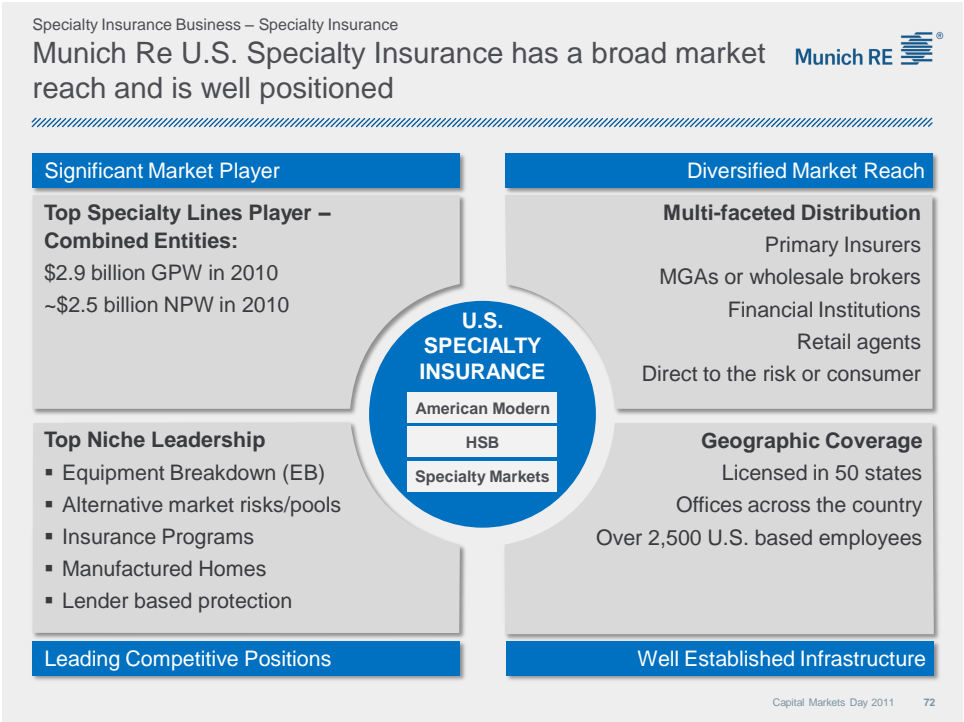 Specialty Insurance Business – Specialty Insurance
Munich Re U.S. Specialty Insurance has a broad market
reach and is well positioned
Munich RE ®
Significant Market Player
Top Specialty Lines Player –
Combined Entities:
$2.9 billion GPW in 2010
~$2.5 billion NPW in 2010
Diversified Market Reach
Multi-faceted Distribution
Primary Insurers
MGAs or wholesale brokers
Financial Institutions
Retail agents
Direct to the risk or consumer
U.S.
SPECIALTY
INSURANCE
American Modern
HSB
Specialty Markets
Top Niche Leadership
▪ Equipment Breakdown (EB)
▪ Alternative market risks/pools
▪ Insurance Programs
▪ Manufactured Homes
▪ Lender based protection
Leading Competitive Positions
Geographic Coverage
Licensed in 50 states
Offices across the country
Over 2,500 U.S. based employees
Well Established Infrastructure
Capital Markets Day 2011 72